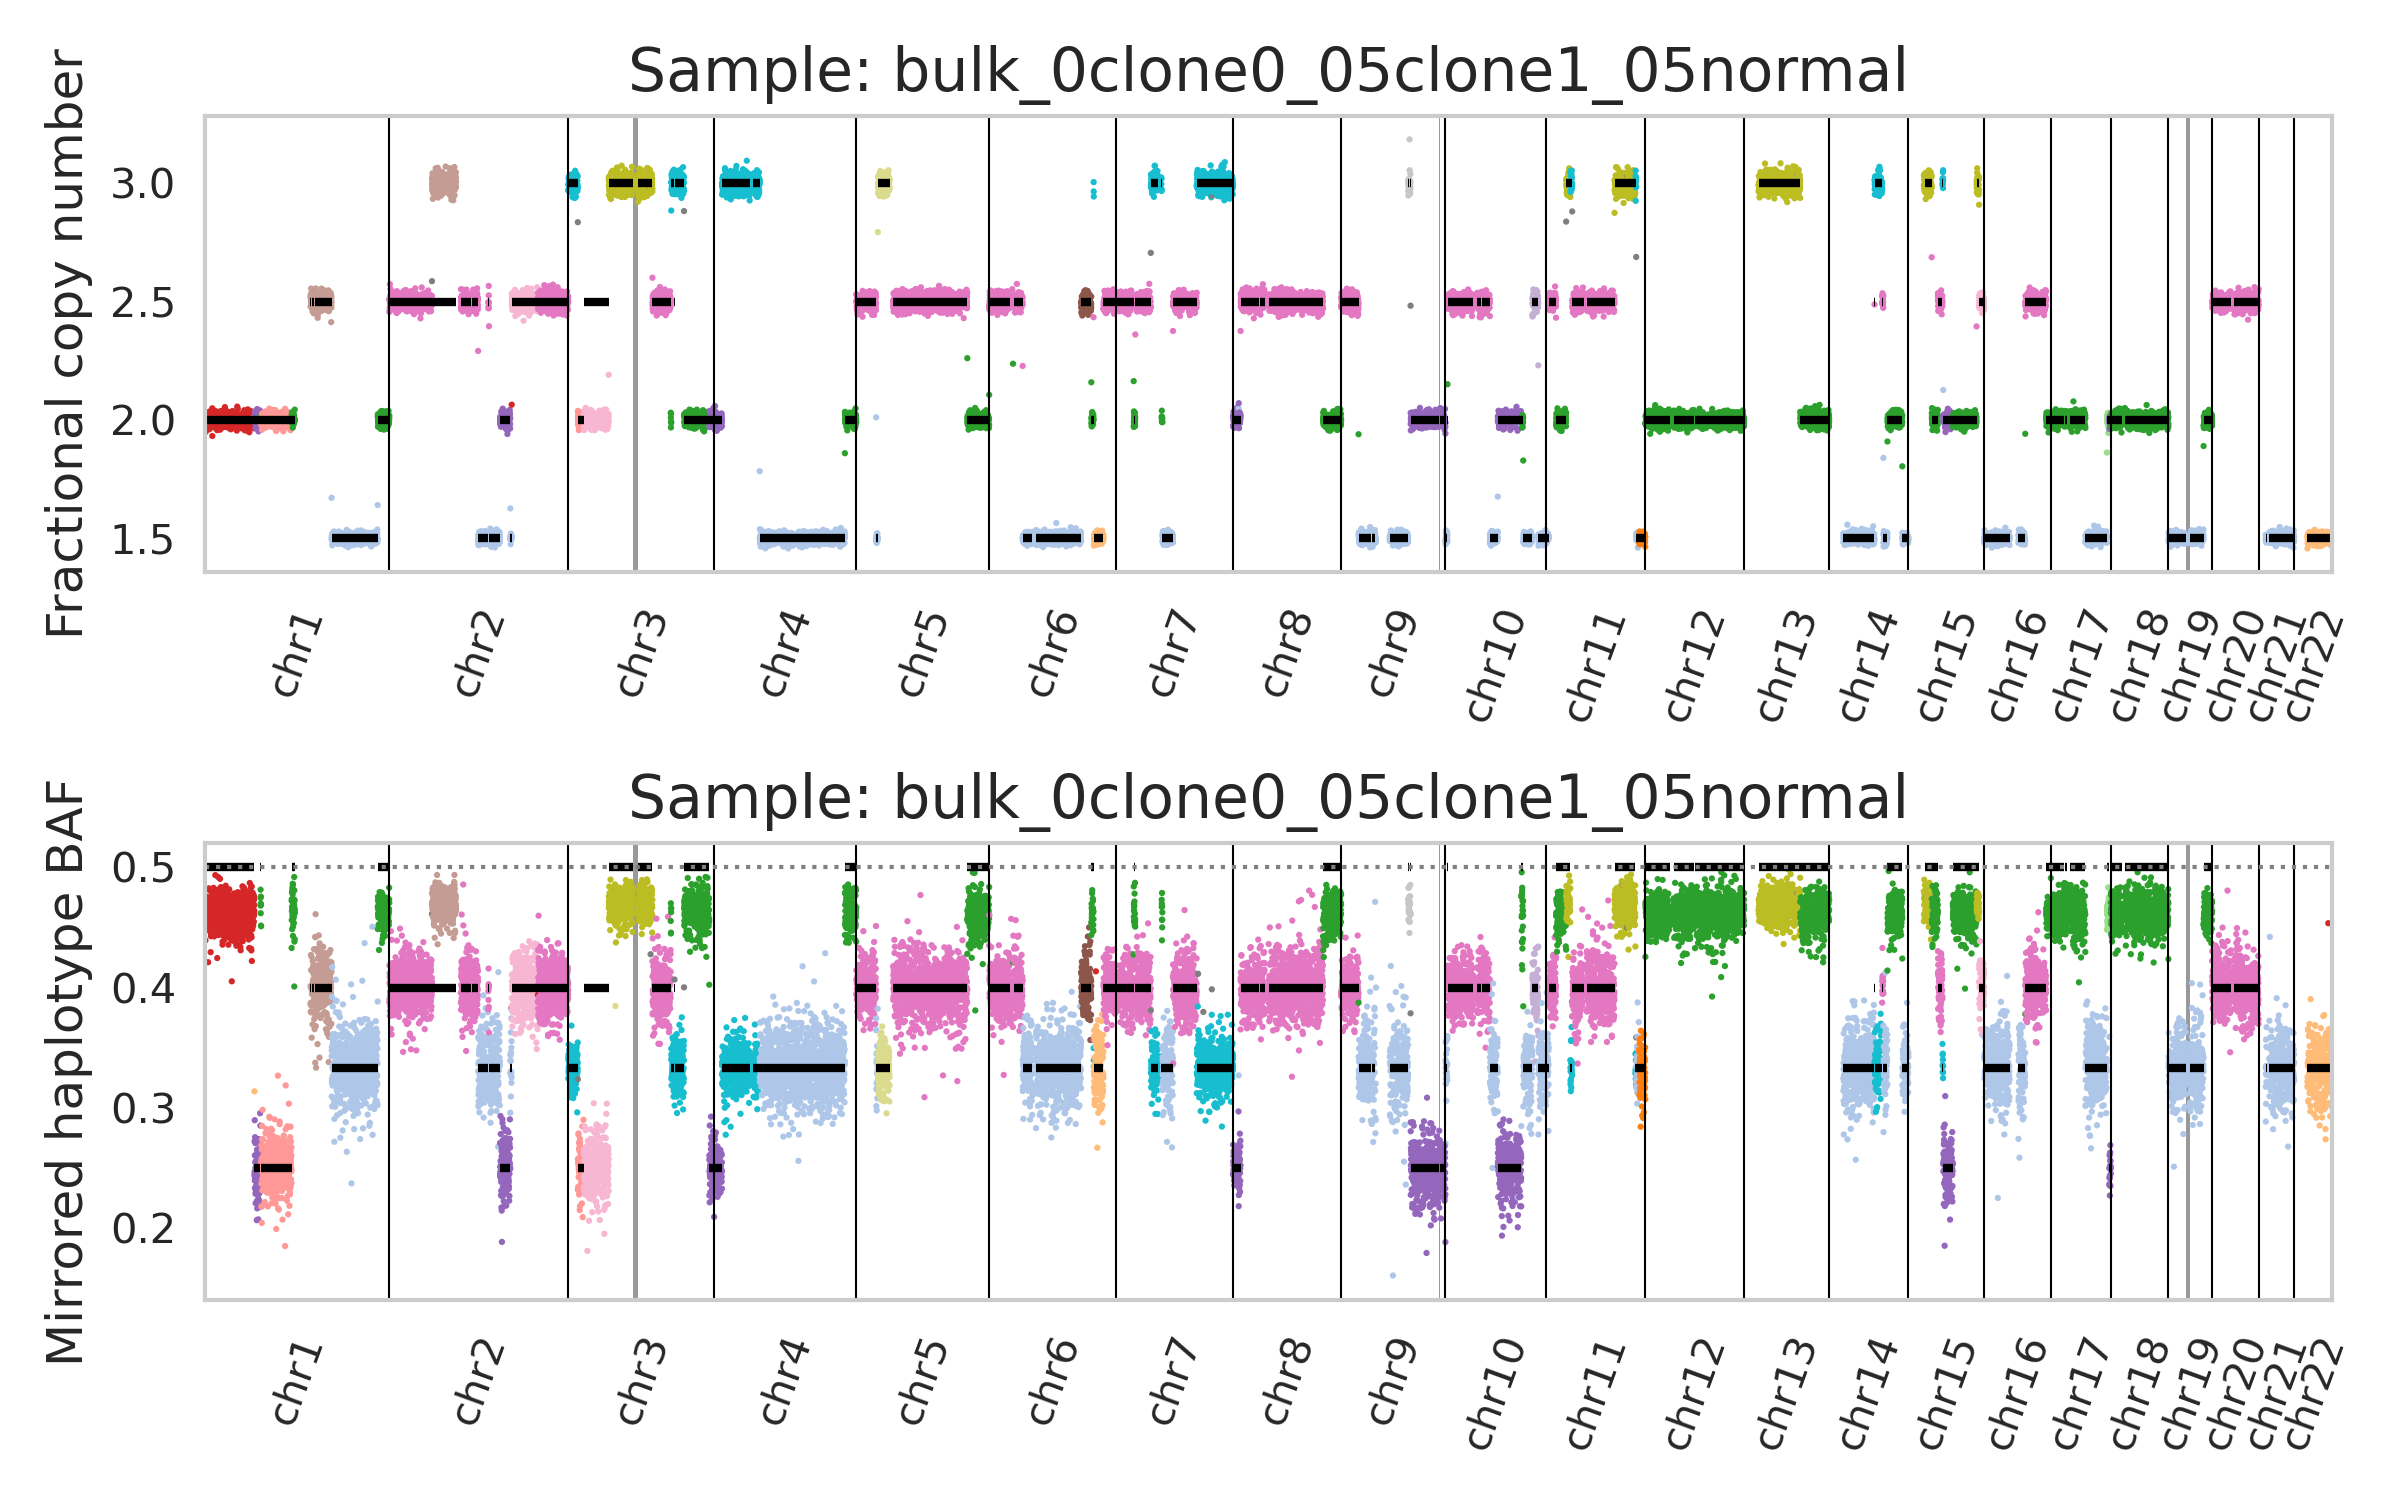 Sample: bulk_0clone0_05clone1_05normal
Fractional copy number
3.0
2.5
2.0
1.5
chr1 chr2 chr3 chr4 chr5 chr6 chr7 chr8 chr9 chr10 chr11 chr12 chr13 chr14 chr15 chr16 chr17 chr18 chr19 chr20 chr21 chr22
Sample: bulk_0clone0_05clone1_05normal
Mirrored haplotype BAF
0.5
0.4
0.3
0.2
chr1 chr2 chr3 chr4 chr5 chr6 chr7 chr8 chr9 chr10 chr11 chr12 chr13 chr14 chr15 chr16 chr17 chr18 chr19 chr20 chr21 chr22